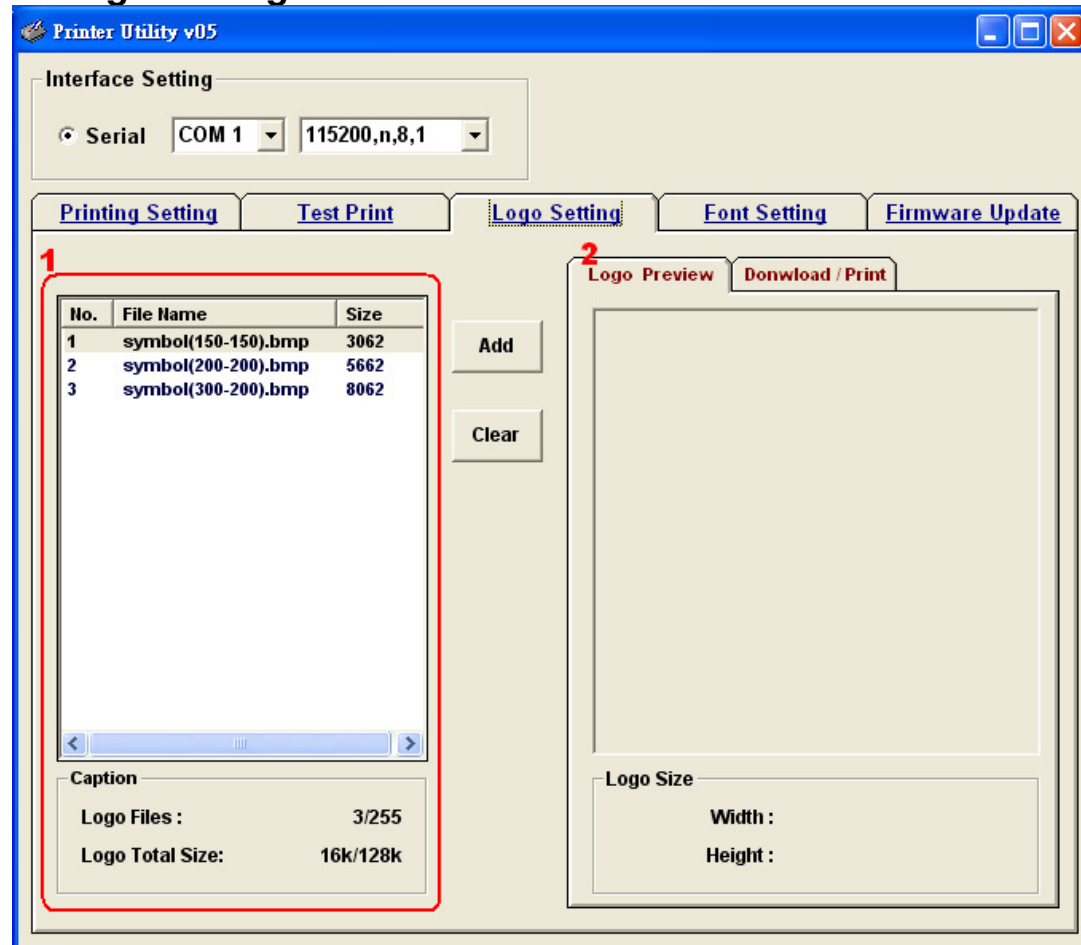 Printer Utility v05
Interface Setting
Serial COM 1 115200,n,8,1
Printing Setting Test Print Logo Setting Font Setting Firmware Update
1
2
Logo Preview Donwload / Print
No. File Name Size
1 symbol(150-150).bmp 3062
2 symbol(200-200).bmp 5662
3 symbol(300-200).bmp 8062
Add
Clear
Caption
Logo Files : 3/255
Logo Total Size: 16k/128k
Logo Size
Width :
Height :